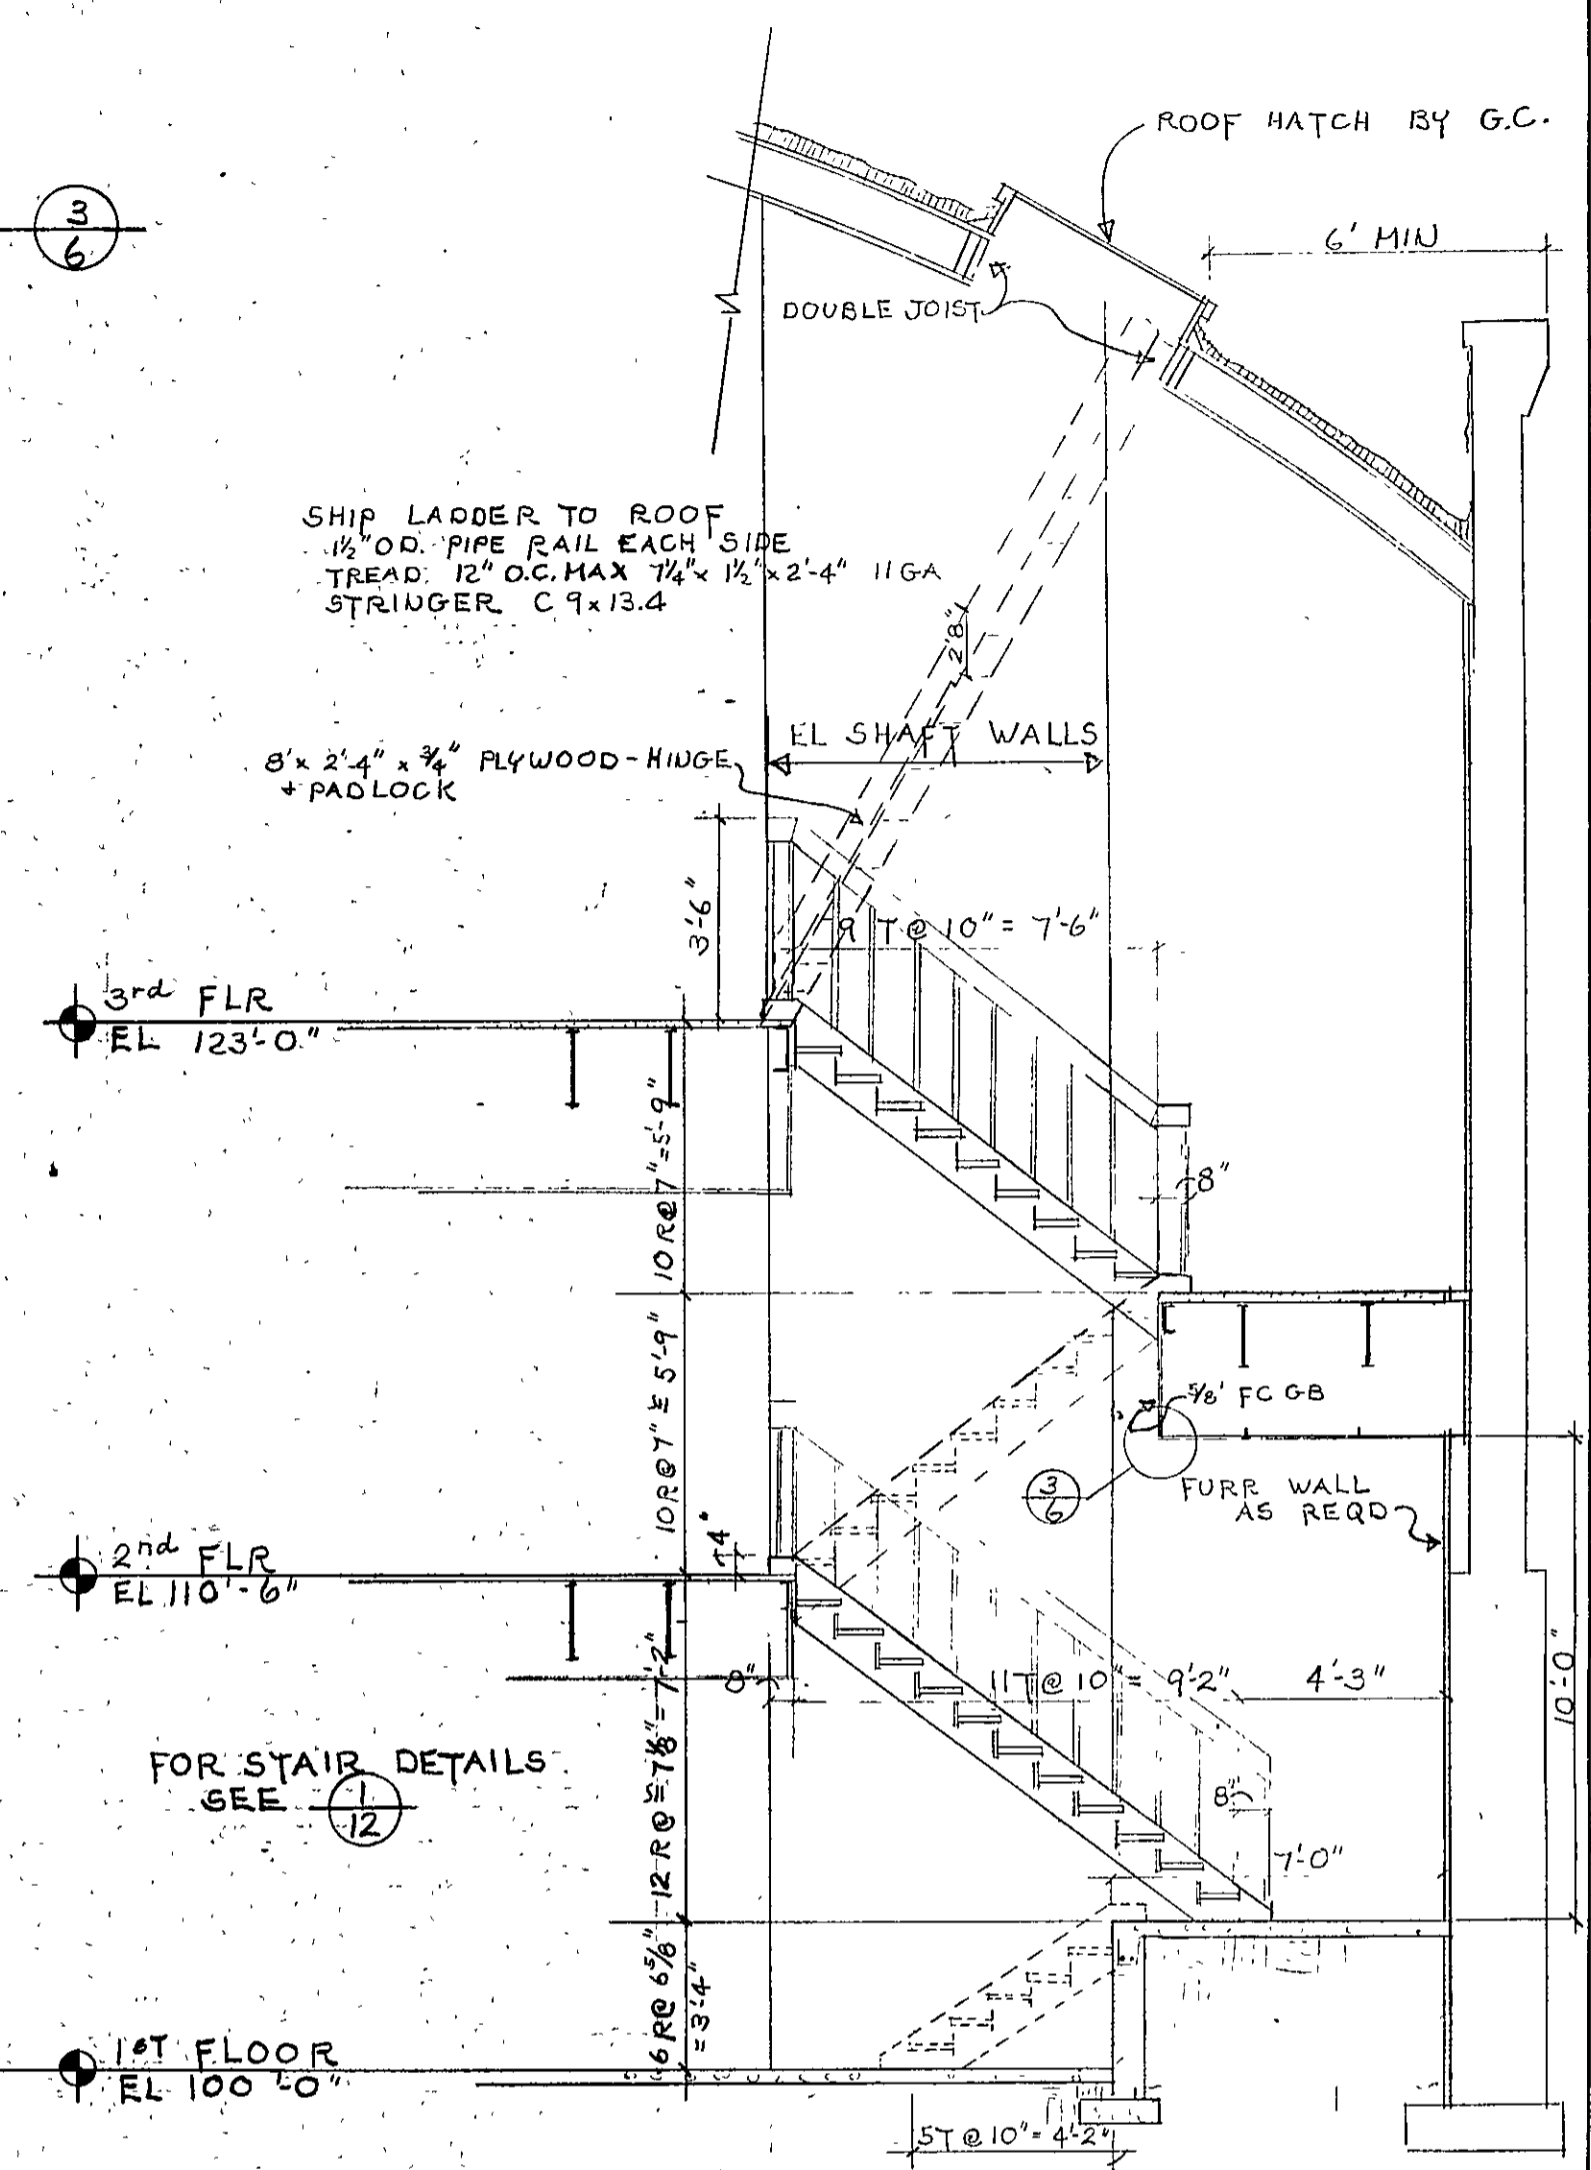 ROOF HATCH BY G.C.
3
6
6' MIN
DOUBLE JOIST
SHIP LADDER TO ROOF
1½" O.D. PIPE RAIL EACH SIDE
TREAD: 12" O.C. MAX 7¼" x 1½" x 2'-4" 11 GA
STRINGER C 9 x 13.4
2'8"
EL SHAFT WALLS
8' x 2'-4" x ¾" PLYWOOD - HINGE
+ PADLOCK
3'-6"
9 T @ 10" = 7'-6"
3rd FLR
EL 123'-0"
10 R @ 7" = 5'-9"
8"
10 R @ 7" ≅ 5'-9"
5/8" FC GB
3
6
FURR WALL
AS REQD
4"
2nd FLR
EL 110'-6"
8"
11 T @ 10" = 9'-2"
4'-3"
10'-0"
12 R @ ≅ 7 1/8" = 7'-2"
FOR STAIR DETAILS
SEE 1
12
8"
7'-0"
6 R @ 6 5/8"
= 3'-4"
1ST FLOOR
EL 100'-0"
5T @ 10" = 4'-2"